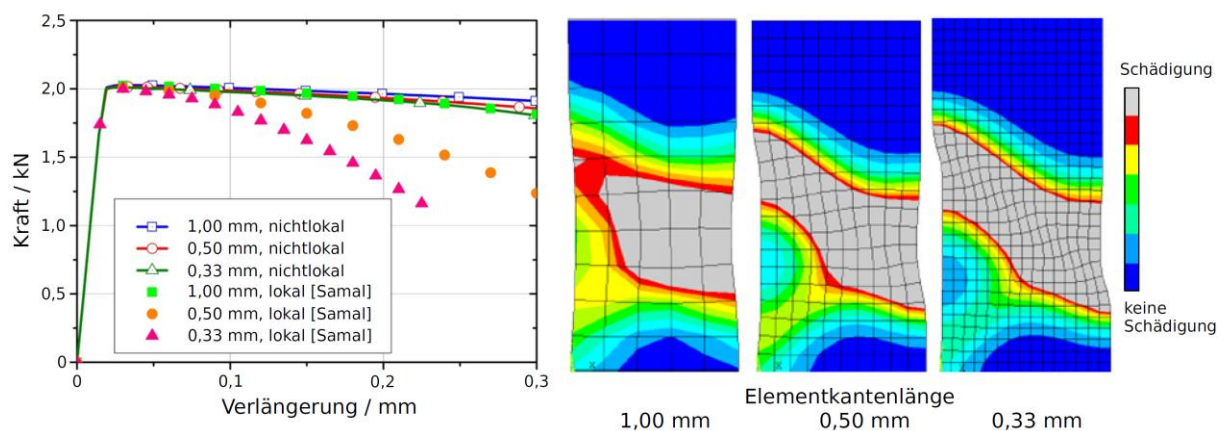 2,5
2,0
1,5
1,0
0,5
0
0
0,1
0,2
0,3
Kraft / kN
Verlängerung / mm
1,00 mm, nichtlokal
0,50 mm, nichtlokal
0,33 mm, nichtlokal
1,00 mm, lokal [Samal]
0,50 mm, lokal [Samal]
0,33 mm, lokal [Samal]
Schädigung
keine
Schädigung
Elementkantenlänge
1,00 mm
0,50 mm
0,33 mm
x
x
x